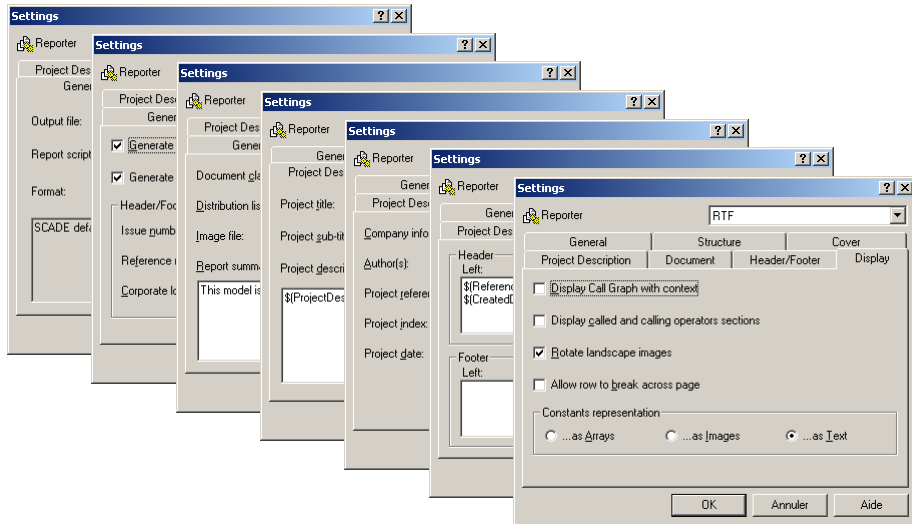 Settings
Reporter
Project Des
Gener
Output file:
Report script
Format:
SCADE defa
Settings
Reporter
Project Des
Gener
Generate
Generate
Header/Foo
Issue numb
Reference n
Corporate lo
Settings
Reporter
Project Des
Gener
Document cla
Distribution lis
Image file:
Report summa
This model is
Settings
Reporter
Gener
Project Des
Project title:
Project sub-tit
Project descri
$(ProjectDes
Settings
Reporter
Gener
Project Des
Company info
Author(s):
Project referen
Project index:
Project date:
Settings
Reporter
Gener
Project Des
Header
Left:
$(Referenc
$(CreatedD
Footer
Left:
Settings
Reporter
RTF
General Structure Cover
Project Description Document Header/Footer Display
Display Call Graph with context
Display called and calling operators sections
Rotate landscape images
Allow row to break across page
Constants representation
...as Arrays ...as Images ...as Text
OK Annuler Aide